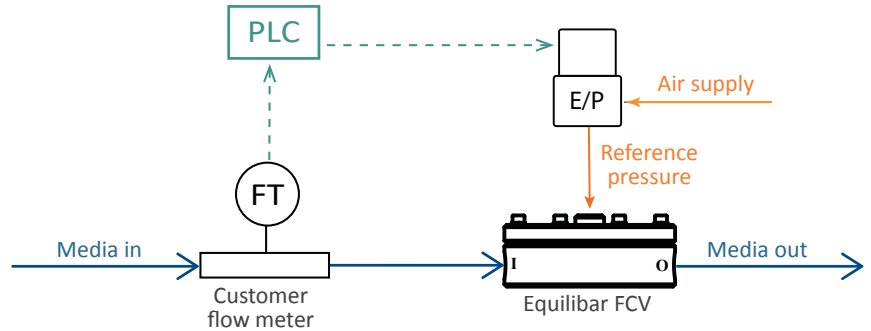 PLC
E/P
Air supply
Reference
pressure
FT
Media in
I
O
Media out
Customer
flow meter
Equilibar FCV